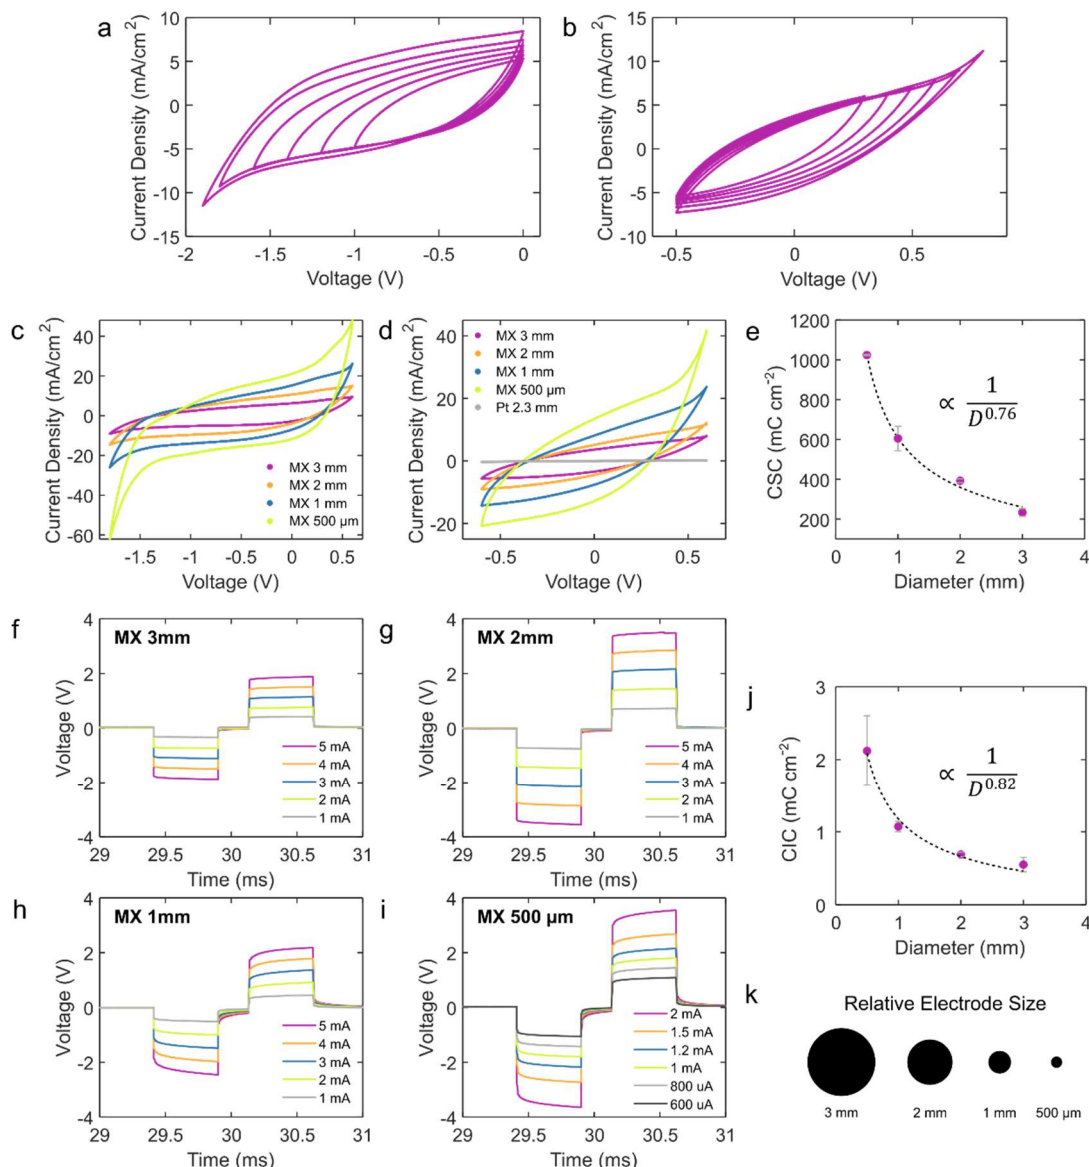 a
Current Density (mA/cm²)
10
5
0
-5
-10
-15
-2
-1.5
-1
-0.5
0
Voltage (V)
b
Current Density (mA/cm²)
15
10
5
0
-5
-10
-0.5
0
0.5
Voltage (V)
c
Current Density (mA/cm²)
40
20
0
-20
-40
-60
-1.5
-1
-0.5
0
0.5
Voltage (V)
MX 3 mm
MX 2 mm
MX 1 mm
MX 500 µm
d
Current Density (mA/cm²)
40
20
0
-20
-0.5
0
0.5
Voltage (V)
MX 3 mm
MX 2 mm
MX 1 mm
MX 500 µm
Pt 2.3 mm
e
CSC (mC cm⁻²)
1200
1000
800
600
400
200
0
1
2
3
4
Diameter (mm)
∝ 1/D^0.76
f
MX 3mm
Voltage (V)
4
2
0
-2
-4
29
29.5
30
30.5
31
Time (ms)
5 mA
4 mA
3 mA
2 mA
1 mA
g
MX 2mm
Voltage (V)
4
2
0
-2
-4
29
29.5
30
30.5
31
Time (ms)
5 mA
4 mA
3 mA
2 mA
1 mA
h
MX 1mm
Voltage (V)
4
2
0
-2
-4
29
29.5
30
30.5
31
Time (ms)
5 mA
4 mA
3 mA
2 mA
1 mA
i
MX 500 µm
Voltage (V)
4
2
0
-2
-4
29
29.5
30
30.5
31
Time (ms)
2 mA
1.5 mA
1.2 mA
1 mA
800 uA
600 uA
j
CIC (mC cm⁻²)
3
2
1
0
0
1
2
3
4
Diameter (mm)
∝ 1/D^0.82
k
Relative Electrode Size
3 mm
2 mm
1 mm
500 µm